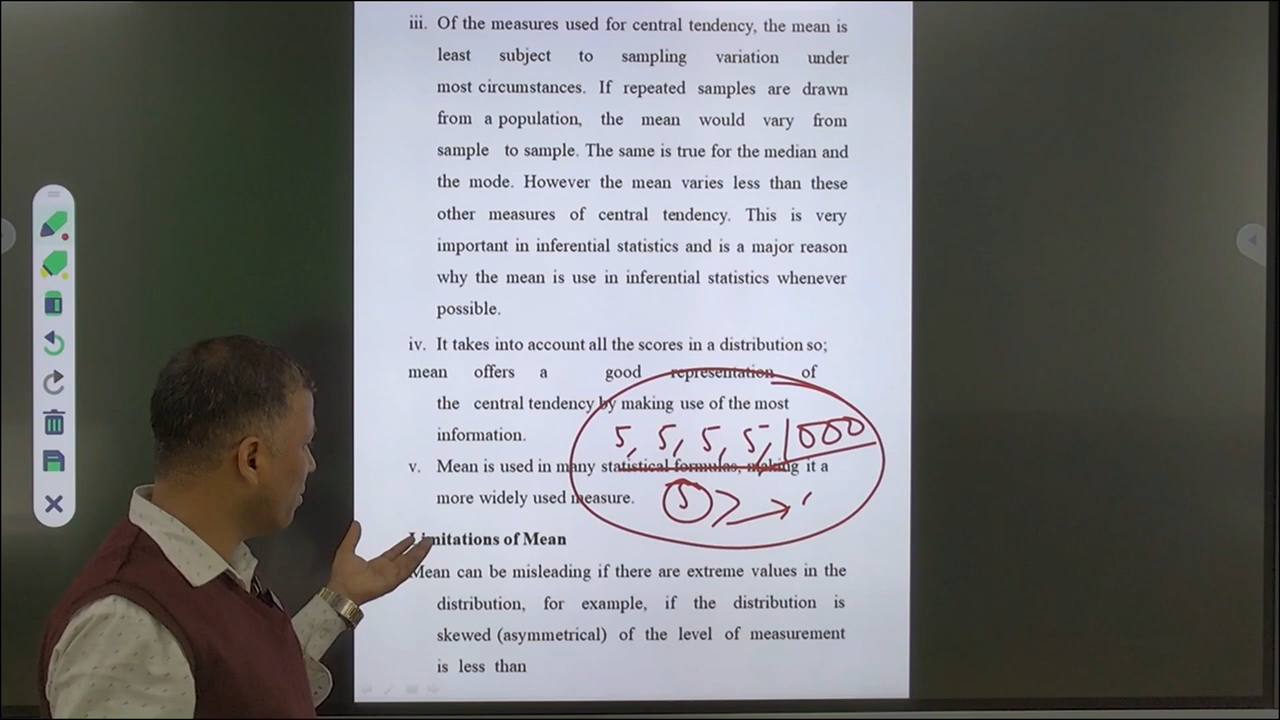 iii. Of the measures used for central tendency, the mean is
least subject to sampling variation under
most circumstances. If repeated samples are drawn
from a population, the mean would vary from
sample to sample. The same is true for the median and
the mode. However the mean varies less than these
other measures of central tendency. This is very
important in inferential statistics and is a major reason
why the mean is use in inferential statistics whenever
possible.
iv. It takes into account all the scores in a distribution so;
mean offers a good representation of
the central tendency by making use of the most
information.
5, 5, 5, 5, 1000
v. Mean is used in many statistical formulas, making it a
more widely used measure.
5
Limitations of Mean
Mean can be misleading if there are extreme values in the
distribution, for example, if the distribution is
skewed (asymmetrical) of the level of measurement
is less than